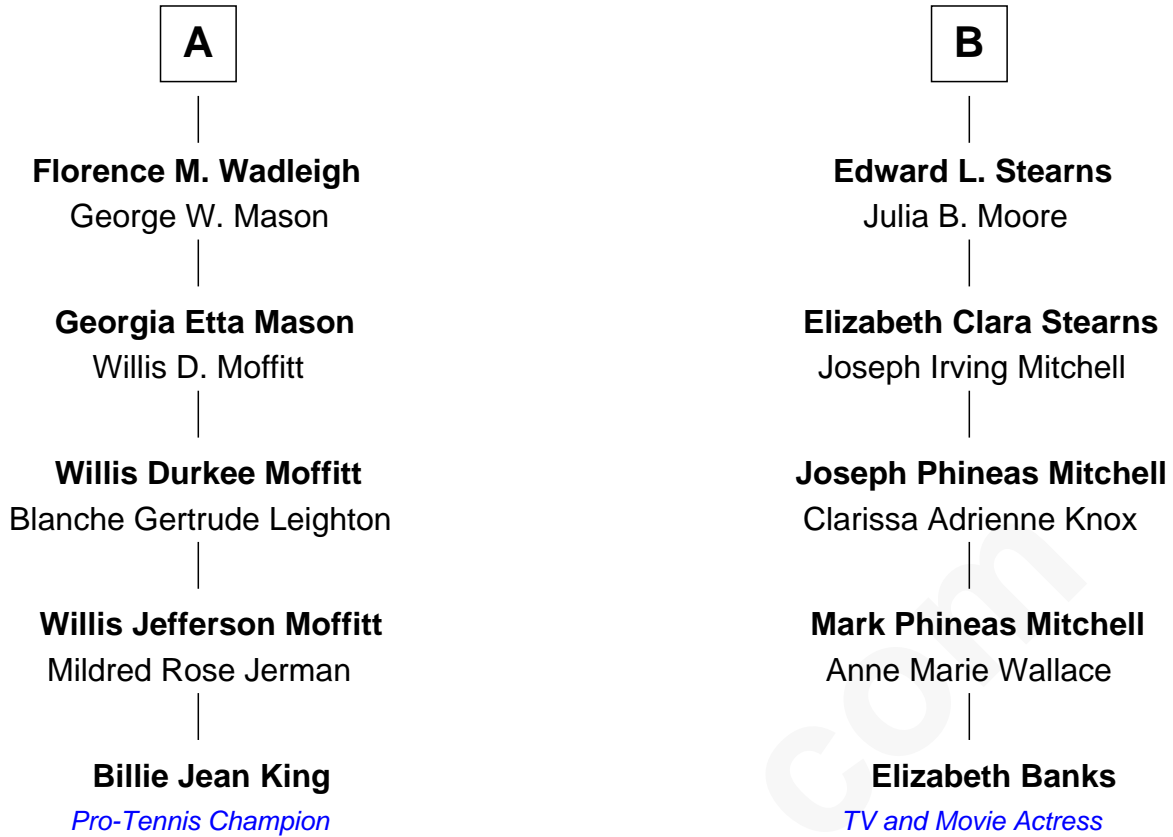 A
B
Florence M. Wadleigh
Edward L. Stearns
George W. Mason
Julia B. Moore
Georgia Etta Mason
Elizabeth Clara Stearns
Willis D. Moffitt
Joseph Irving Mitchell
Willis Durkee Moffitt
Joseph Phineas Mitchell
Blanche Gertrude Leighton
Clarissa Adrienne Knox
Willis Jefferson Moffitt
Mark Phineas Mitchell
Mildred Rose Jerman
Anne Marie Wallace
Billie Jean King
Elizabeth Banks
Pro-Tennis Champion
TV and Movie Actress
com